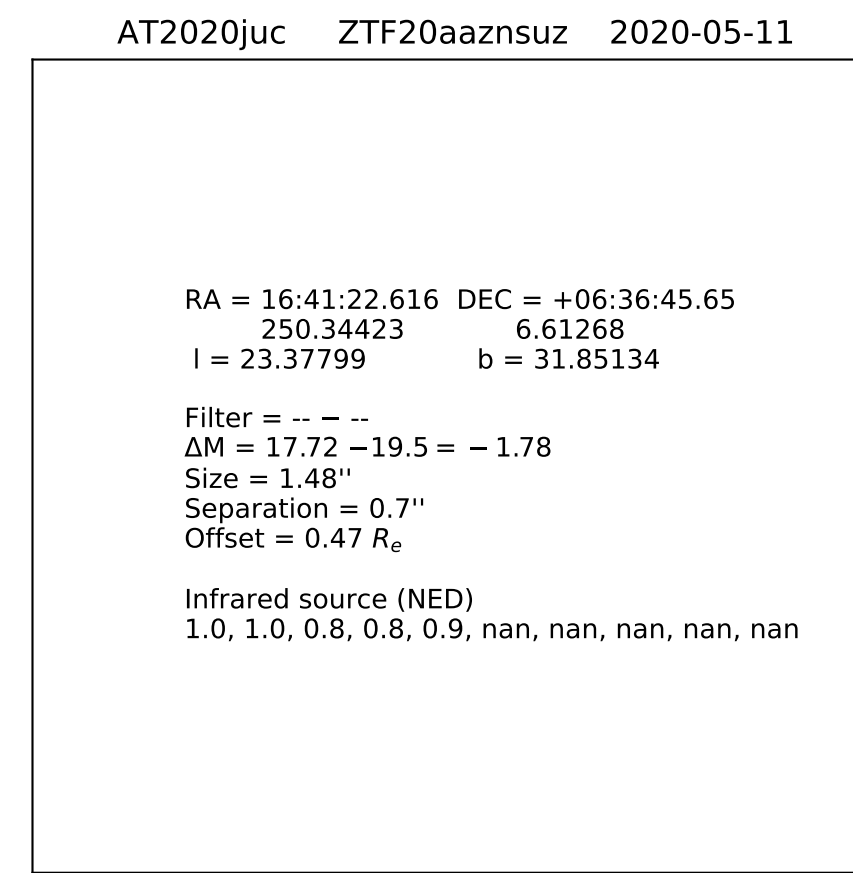 AT2020juc ZTF20aaznsuz 2020-05-11
RA = 16:41:22.616 DEC = +06:36:45.65
250.34423 6.61268
l = 23.37799 b = 31.85134
Filter = -- − --
ΔM = 17.72 −19.5 = − 1.78
Size = 1.48''
Separation = 0.7''
Offset = 0.47 Rₑ
Infrared source (NED)
1.0, 1.0, 0.8, 0.8, 0.9, nan, nan, nan, nan, nan